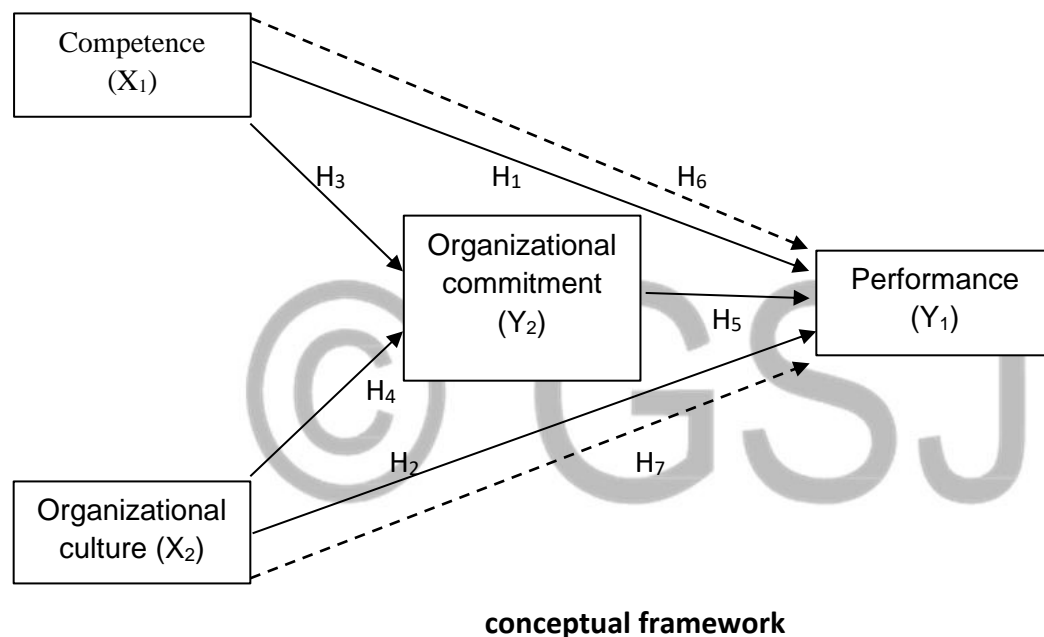 Competence
(X₁)
H₃
H₁
H₆
Organizational
commitment
(Y₂)
Performance
(Y₁)
H₅
H₄
H₂
H₇
Organizational
culture (X₂)
© GSJ
conceptual framework